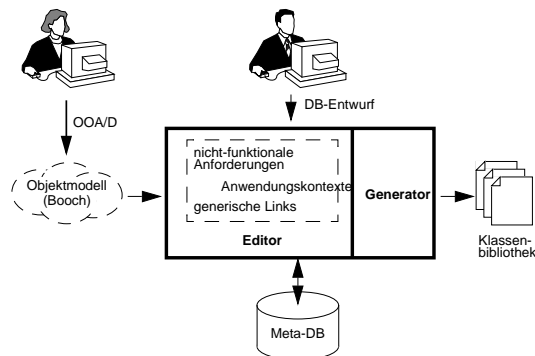 OOA/D
DB-Entwurf
Objektmodell
(Booch)
nicht-funktionale
Anforderungen
Anwendungskontexte
generische Links
Editor
Generator
Klassen-
bibliothek
Meta-DB